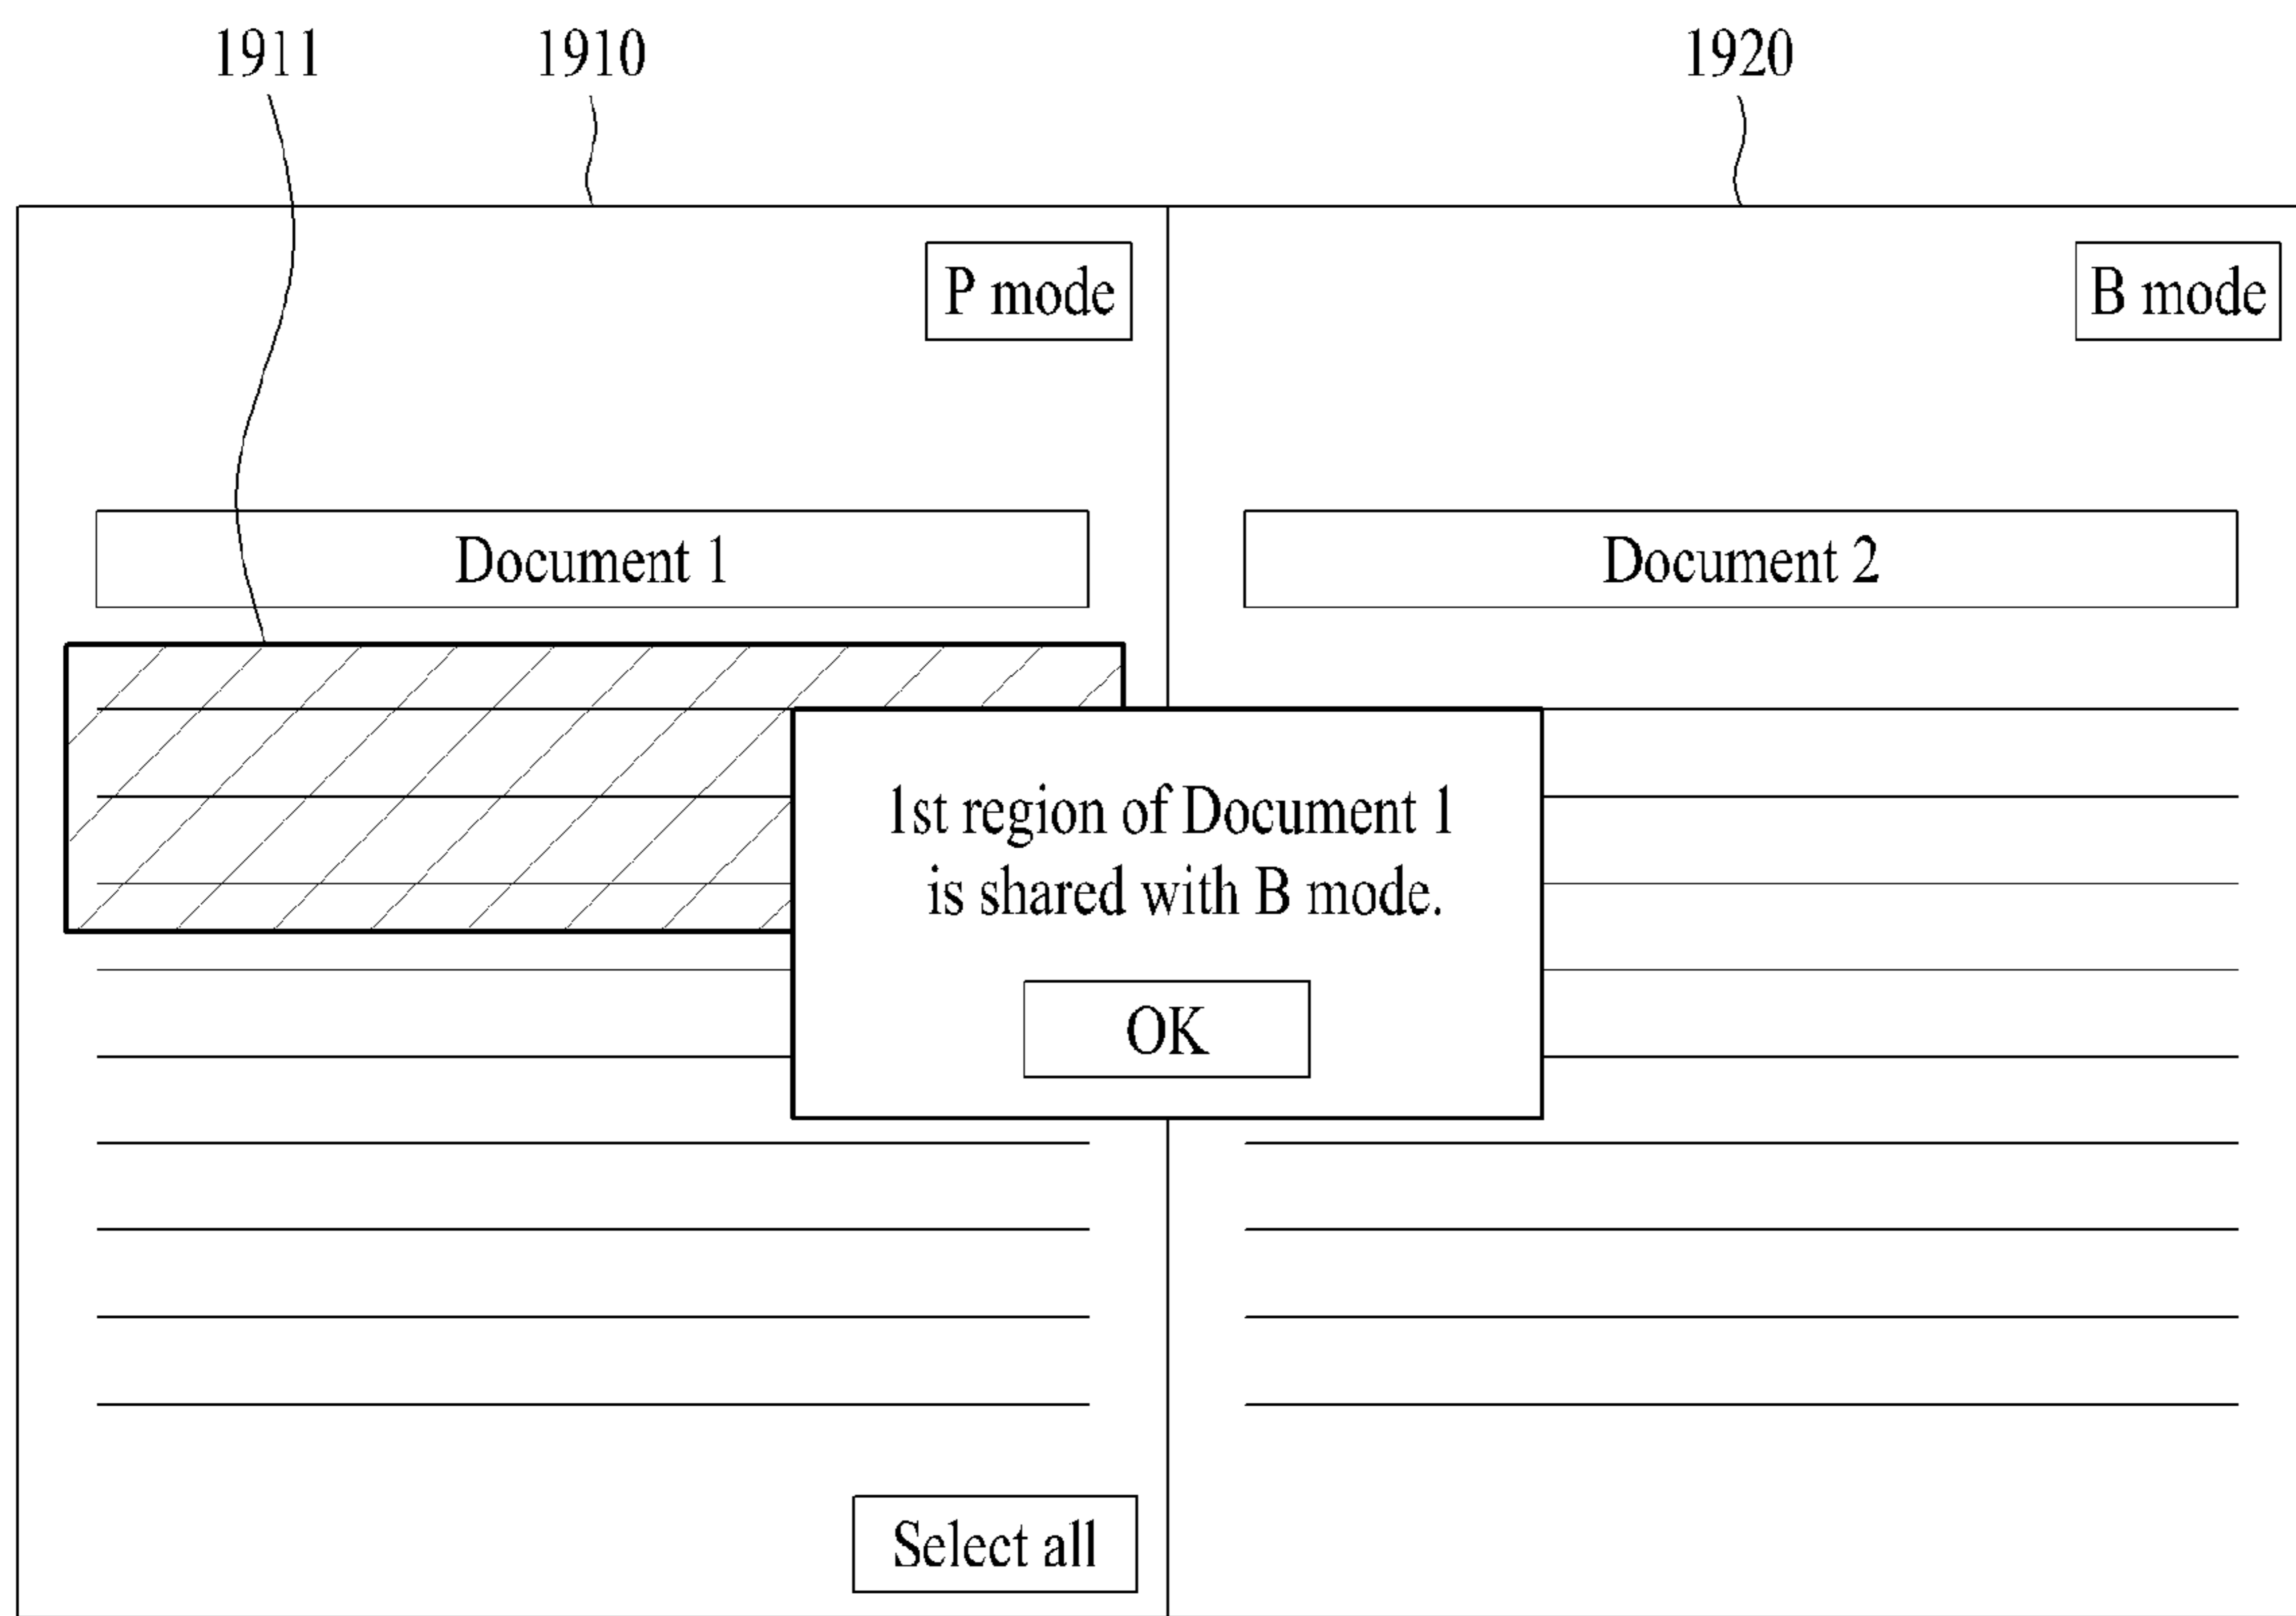 1911
1910
1920
P mode
B mode
Document 1
Document 2
1st region of Document 1
is shared with B mode.
OK
Select all